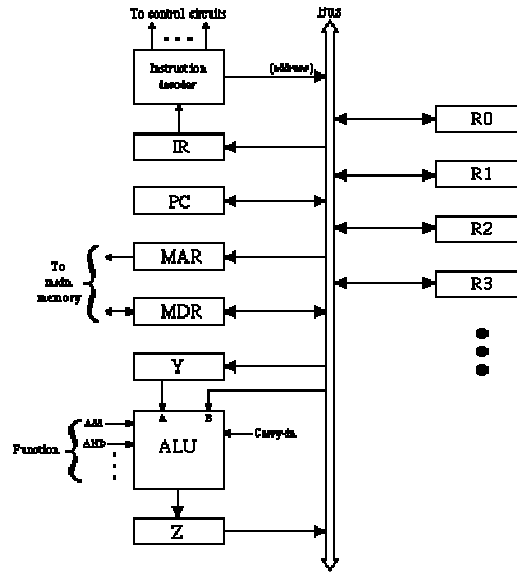 To control circuits
Bus
Instruction
decoder
(address)
IR
R0
R1
PC
R2
MAR
To
main
memory
R3
MDR
Y
A
B
Add
AND
Function
ALU
Carry-in
Z